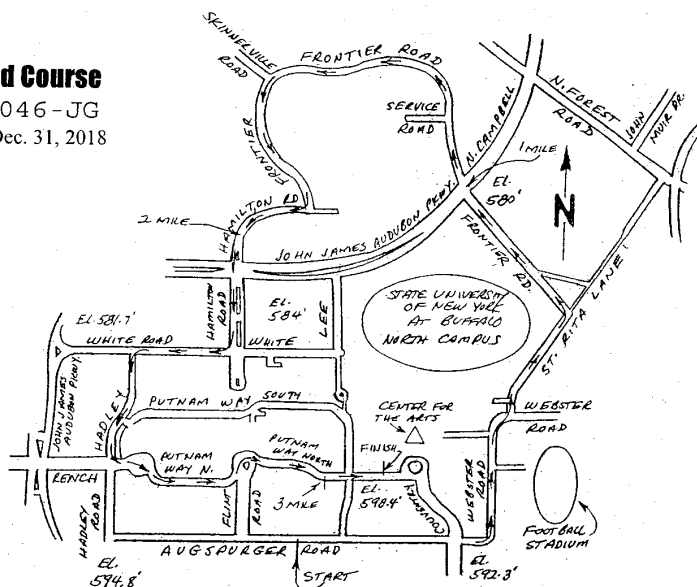 d Course
046-JG
Dec. 31, 2018
SKINNERVILLE
ROAD
FRONTIER ROAD
SERVICE
ROAD
N. CAMPBELL
N. FOREST
ROAD
JOHN
MUIR DR.
1 MILE
EL.
580'
N
FRONTIER
HAMILTON RD
2 MILE
JOHN JAMES AUDUBON PKWY.
FRONTIER RD.
ST. RITA LANE
HAMILTON
ROAD
EL.
584'
LEE
STATE UNIVERSITY
OF NEW YORK
AT BUFFALO
NORTH CAMPUS
EL. 581.7'
WHITE ROAD
WHITE
JOHN JAMES
AUDUBON PKWY.
HADLEY
PUTNAM WAY SOUTH
CENTER FOR
THE ARTS
WEBSTER
ROAD
PUTNAM
WAY N.
PUTNAM
WAY NORTH
FINISH
RENCH
HADLEY
ROAD
FLINT
ROAD
3 MILE
EL.
598.4'
COVENTRY
WEBSTER
ROAD
FOOTBALL
STADIUM
AUGSPURGER ROAD
EL.
594.8'
START
EL.
592.3'